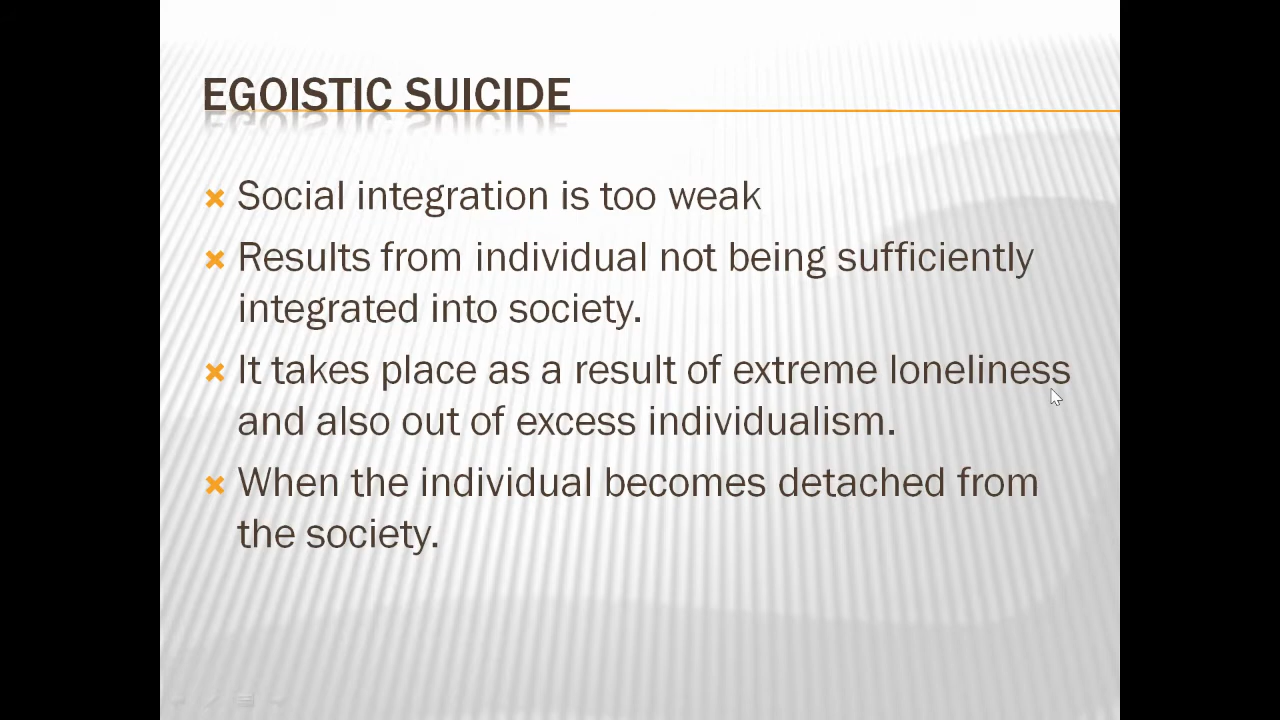 EGOISTIC SUICIDE
Social integration is too weak
Results from individual not being sufficiently
integrated into society.
It takes place as a result of extreme loneliness
and also out of excess individualism.
When the individual becomes detached from
the society.